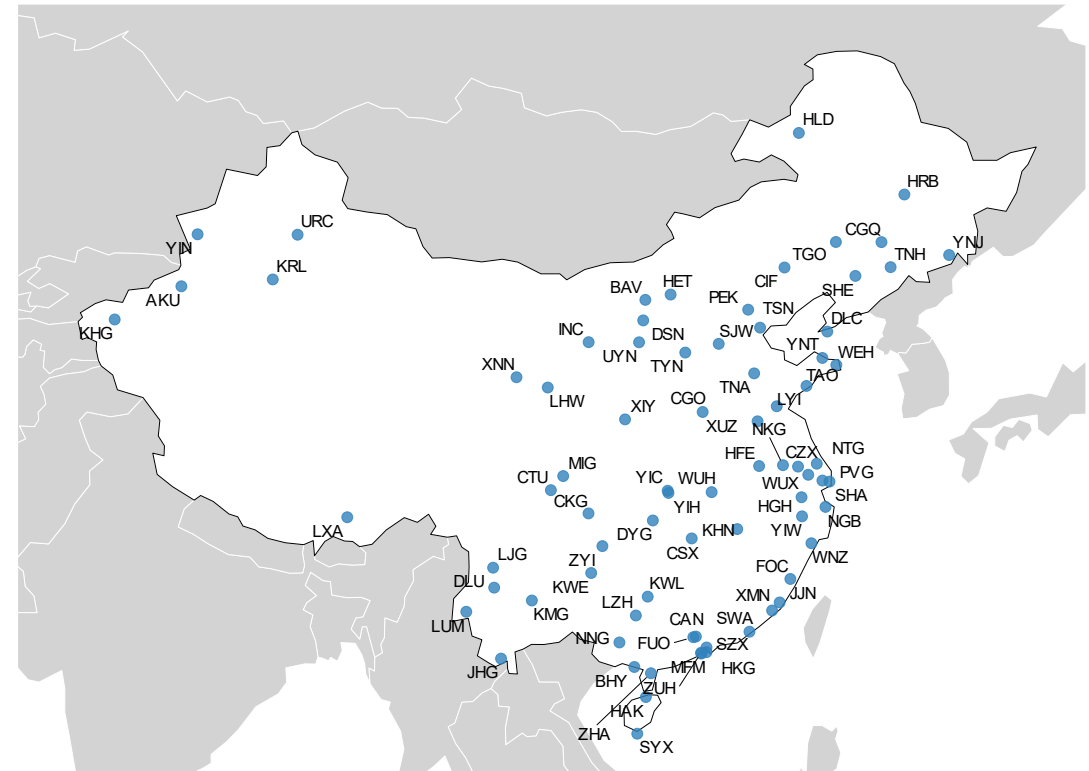 HLD
HRB
URC
YIN
CGQ
YNJ
TGO
TNH
KRL
CIF
HET
BAV
SHE
AKU
PEK
TSN
DLC
KHG
INC
DSN
SJW
UYN
YNT
WEH
TYN
XNN
TAO
TNA
LHW
CGO
LYI
XIY
XUZ
NKG
HFE
CZX
NTG
MIG
CTU
YIC
WUH
PVG
WUX
CKG
SHA
YIH
HGH
NGB
LXA
DYG
KHN
YIW
CSX
WNZ
LJG
ZYI
FOC
DLU
KWE
KWL
XMN
JJN
LZH
KMG
CAN
SWA
LUM
NNG
FUO
SZX
JHG
MFM
HKG
BHY
ZUH
HAK
ZHA
SYX